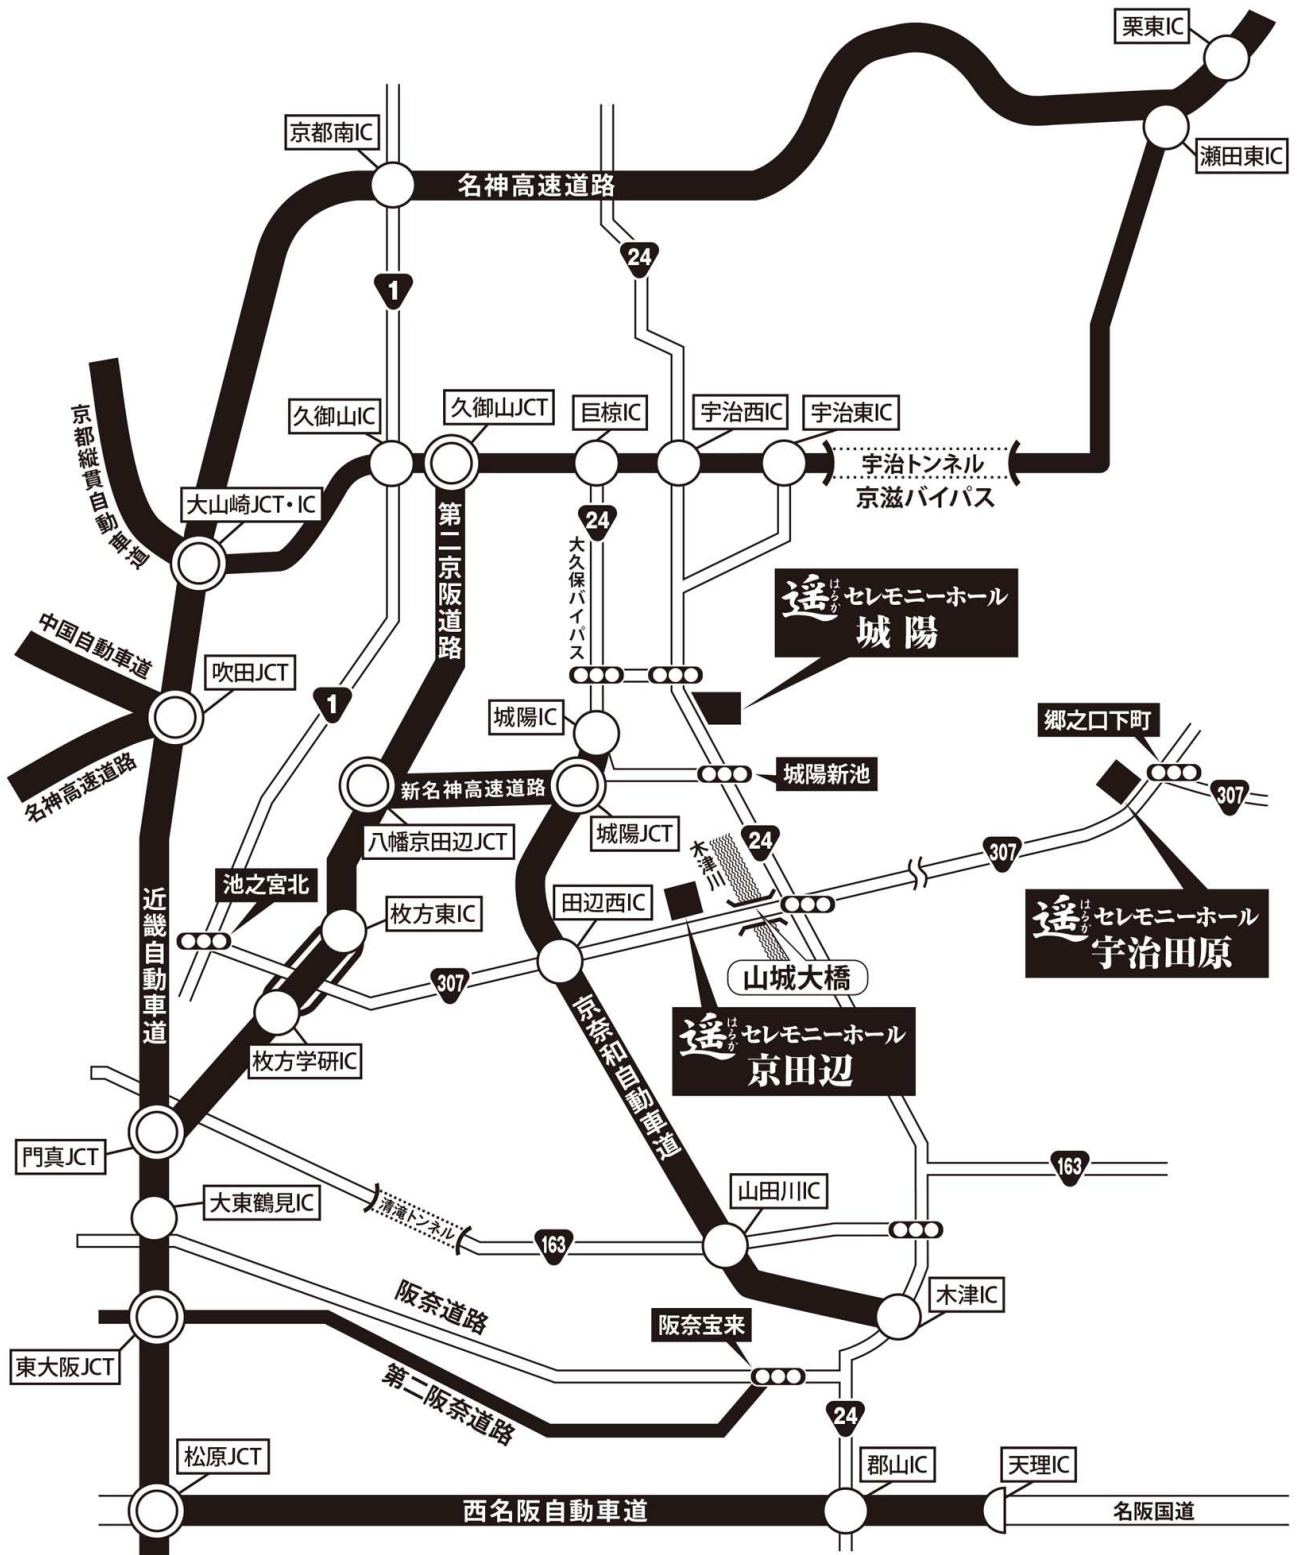 栗東IC
京都南IC
瀬田東IC
名神高速道路
24
1
久御山JCT
巨椋IC
宇治西IC
宇治東IC
久御山IC
京都縦貫自動車道
宇治トンネル
京滋バイパス
大山崎JCT・IC
第二京阪道路
24
大久保バイパス
遥
はるか
セレモニーホール
城陽
中国自動車道
吹田JCT
1
城陽IC
郷之口下町
名神高速道路
新名神高速道路
城陽新池
307
八幡京田辺JCT
城陽JCT
24
木津川
307
池之宮北
近畿自動車道
枚方東IC
田辺西IC
遥
はるか
セレモニーホール
宇治田原
307
山城大橋
京奈和自動車道
遥
はるか
セレモニーホール
京田辺
枚方学研IC
門真JCT
163
大東鶴見IC
清滝トンネル
163
山田川IC
阪奈道路
木津IC
阪奈宝来
東大阪JCT
第二阪奈道路
24
松原JCT
郡山IC
天理IC
西名阪自動車道
名阪国道